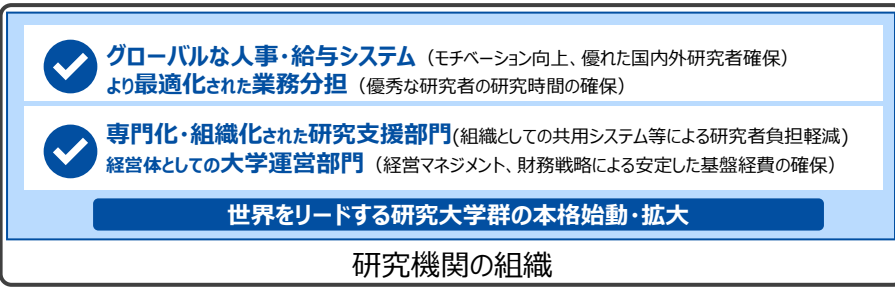 グローバルな人事・給与システム（モチベーション向上、優れた国内外研究者確保）
より最適化された業務分担（優秀な研究者の研究時間の確保）
専門化・組織化された研究支援部門(組織としての共用システム等による研究者負担軽減)
経営体としての大学運営部門（経営マネジメント、財務戦略による安定した基盤経費の確保）
世界をリードする研究大学群の本格始動・拡大
研究機関の組織